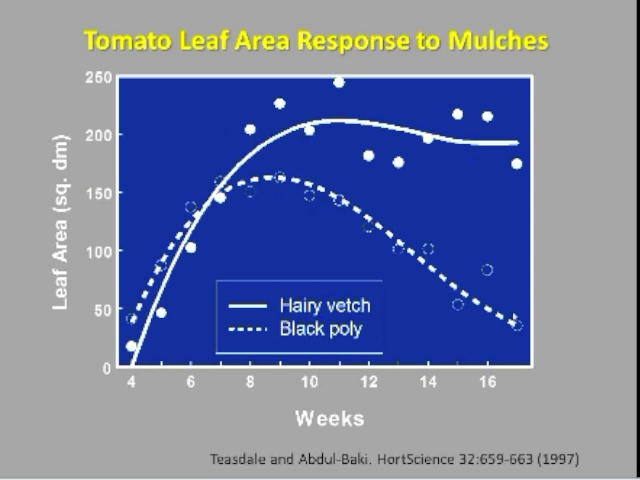 Tomato Leaf Area Response to Mulches
250
200
150
100
50
0
Leaf Area (sq. dm)
Hairy vetch
Black poly
4 6 8 10 12 14 16
Weeks
Teasdale and Abdul-Baki. HortScience 32:659-663 (1997)